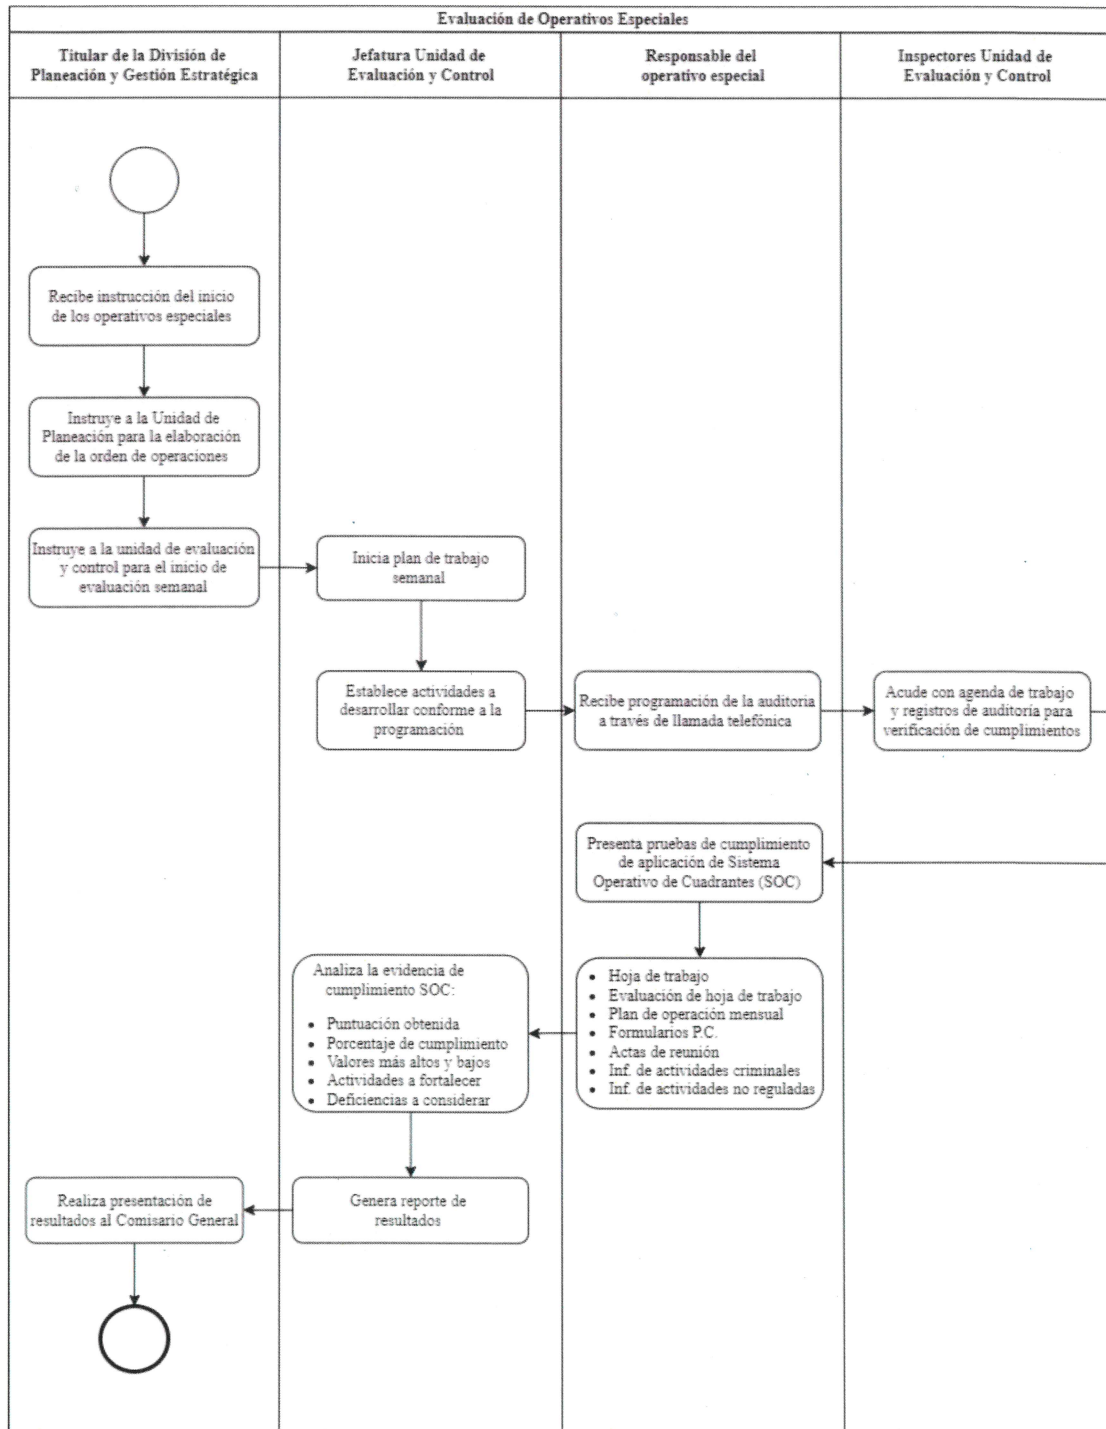 Evaluación de Operativos Especiales
Titular de la División de
Planeación y Gestión Estratégica
Jefatura Unidad de
Evaluación y Control
Responsable del
operativo especial
Inspectores Unidad de
Evaluación y Control
Recibe instrucción del inicio
de los operativos especiales
Instruye a la Unidad de
Planeación para la elaboración
de la orden de operaciones
Instruye a la unidad de evaluación
y control para el inicio de
evaluación semanal
Inicia plan de trabajo
semanal
Establece actividades a
desarrollar conforme a la
programación
Recibe programación de la auditoria
a través de llamada telefónica
Acude con agenda de trabajo
y registros de auditoría para
verificación de cumplimientos
Presenta pruebas de cumplimiento
de aplicación de Sistema
Operativo de Cuadrantes (SOC)
• Hoja de trabajo
• Evaluación de hoja de trabajo
• Plan de operación mensual
• Formularios P.C.
• Actas de reunión
• Inf. de actividades criminales
• Inf. de actividades no reguladas
Analiza la evidencia de
cumplimiento SOC:
• Puntuación obtenida
• Porcentaje de cumplimiento
• Valores más altos y bajos
• Actividades a fortalecer
• Deficiencias a considerar
Genera reporte de
resultados
Realiza presentación de
resultados al Comisario General